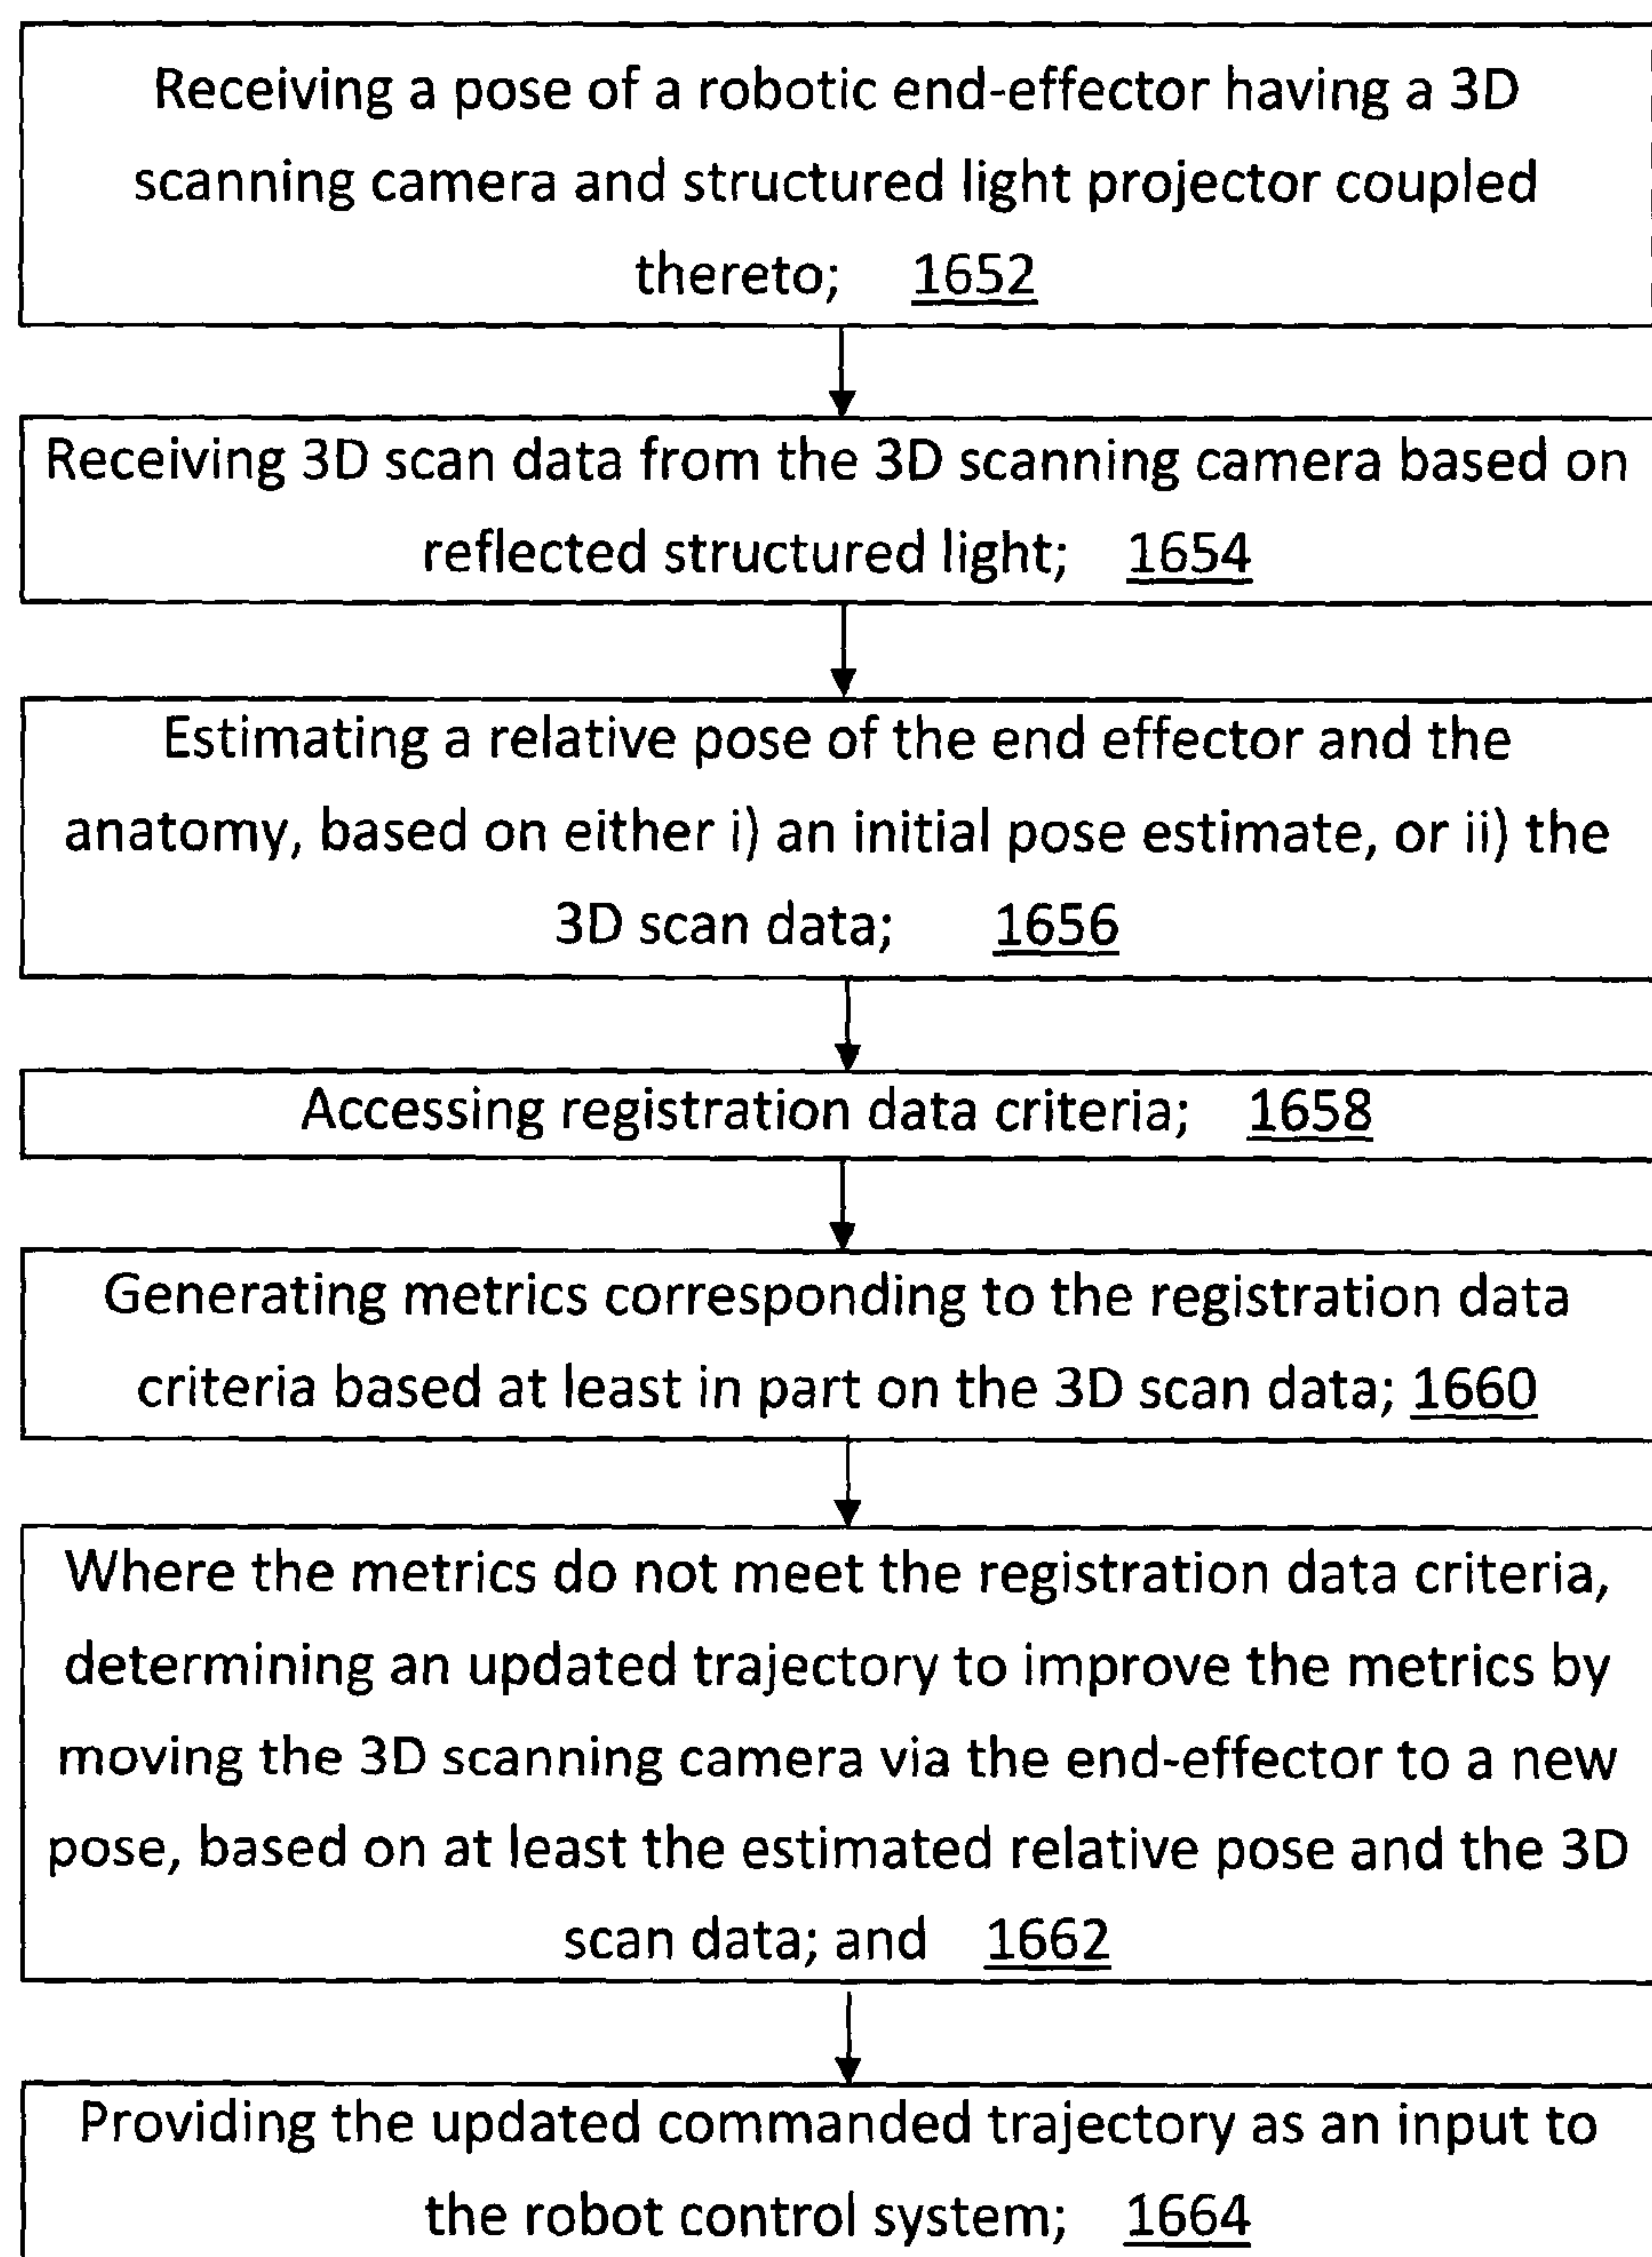 Receiving a pose of a robotic end-effector having a 3D
scanning camera and structured light projector coupled
thereto; 1652
Receiving 3D scan data from the 3D scanning camera based on
reflected structured light; 1654
Estimating a relative pose of the end effector and the
anatomy, based on either i) an initial pose estimate, or ii) the
3D scan data; 1656
Accessing registration data criteria; 1658
Generating metrics corresponding to the registration data
criteria based at least in part on the 3D scan data; 1660
Where the metrics do not meet the registration data criteria,
determining an updated trajectory to improve the metrics by
moving the 3D scanning camera via the end-effector to a new
pose, based on at least the estimated relative pose and the 3D
scan data; and 1662
Providing the updated commanded trajectory as an input to
the robot control system; 1664